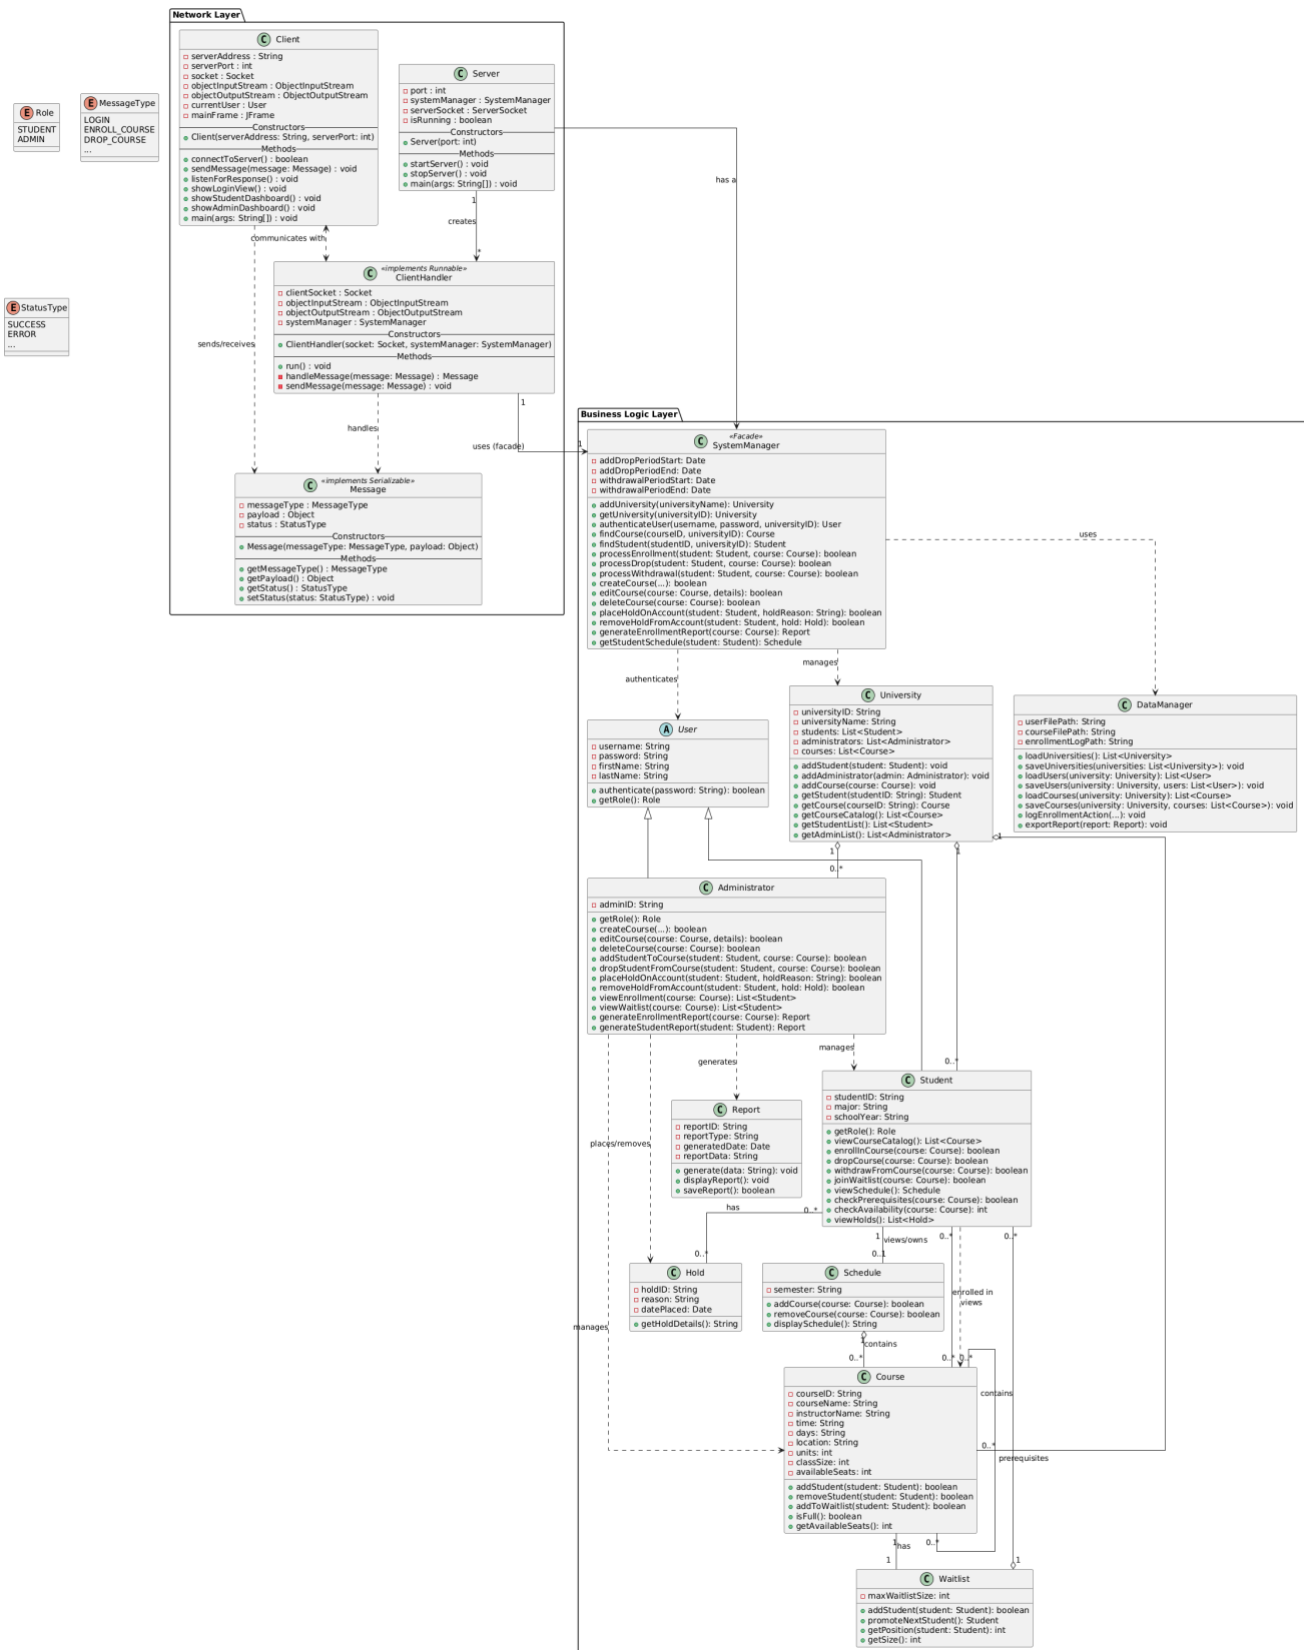 Network Layer
C Client
serverAddress : String
serverPort : int
socket : Socket
objectInputStream : ObjectInputStream
objectOutputStream : ObjectOutputStream
currentUser : User
mainFrame : JFrame
Constructors
Client(serverAddress: String, serverPort: int)
Methods
connectToServer() : boolean
sendMessage(message: Message) : void
listenForResponse() : void
showLoginView() : void
showStudentDashboard() : void
showAdminDashboard() : void
main(args: String[]) : void
C Server
port : int
systemManager : SystemManager
serverSocket : ServerSocket
isRunning : boolean
Constructors
Server(port: int)
Methods
startServer() : void
stopServer() : void
main(args: String[]) : void
E Role
STUDENT
ADMIN
E MessageType
LOGIN
ENROLL_COURSE
DROP_COURSE
...
has a
1
creates
*
communicates with
C «implements Runnable»
ClientHandler
clientSocket : Socket
objectInputStream : ObjectInputStream
objectOutputStream : ObjectOutputStream
systemManager : SystemManager
Constructors
ClientHandler(socket: Socket, systemManager: SystemManager)
Methods
run() : void
handleMessage(message: Message) : Message
sendMessage(message: Message) : void
E StatusType
SUCCESS
ERROR
...
sends/receives
handles
1
uses (facade)
1
C «implements Serializable»
Message
messageType : MessageType
payload : Object
status : StatusType
Constructors
Message(messageType: MessageType, payload: Object)
Methods
getMessageType() : MessageType
getPayload() : Object
getStatus() : StatusType
setStatus(status: StatusType) : void
Business Logic Layer
C «Facade»
SystemManager
addDropPeriodStart: Date
addDropPeriodEnd: Date
withdrawalPeriodStart: Date
withdrawalPeriodEnd: Date
addUniversity(universityName): University
getUniversity(universityID): University
authenticateUser(username, password, universityID): User
findCourse(courseID, universityID): Course
findStudent(studentID, universityID): Student
processEnrollment(student: Student, course: Course): boolean
processDrop(student: Student, course: Course): boolean
processWithdrawal(student: Student, course: Course): boolean
createCourse(...): boolean
editCourse(course: Course, details): boolean
deleteCourse(course: Course): boolean
placeHoldOnAccount(student: Student, holdReason: String): boolean
removeHoldFromAccount(student: Student, hold: Hold): boolean
generateEnrollmentReport(course: Course): Report
getStudentSchedule(student: Student): Schedule
uses
authenticates
manages
A User
username: String
password: String
firstName: String
lastName: String
authenticate(password: String): boolean
getRole(): Role
C University
universityID: String
universityName: String
students: List<Student>
administrators: List<Administrator>
courses: List<Course>
addStudent(student: Student): void
addAdministrator(admin: Administrator): void
addCourse(course: Course): void
getStudent(studentID: String): Student
getCourse(courseID: String): Course
getCourseCatalog(): List<Course>
getStudentList(): List<Student>
getAdminList(): List<Administrator>
C DataManager
userFilePath: String
courseFilePath: String
enrollmentLogPath: String
loadUniversities(): List<University>
saveUniversities(universities: List<University>): void
loadUsers(university: University): List<User>
saveUsers(university: University, users: List<User>): void
loadCourses(university: University): List<Course>
saveCourses(university: University, courses: List<Course>): void
logEnrollmentAction(...): void
exportReport(report: Report): void
1
1
1
0..*
C Administrator
adminID: String
getRole(): Role
createCourse(...): boolean
editCourse(course: Course, details): boolean
deleteCourse(course: Course): boolean
addStudentToCourse(student: Student, course: Course): boolean
dropStudentFromCourse(student: Student, course: Course): boolean
placeHoldOnAccount(student: Student, holdReason: String): boolean
removeHoldFromAccount(student: Student, hold: Hold): boolean
viewEnrollment(course: Course): List<Student>
viewWaitlist(course: Course): List<Student>
generateEnrollmentReport(course: Course): Report
generateStudentReport(student: Student): Report
manages
generates
0..*
C Student
studentID: String
major: String
schoolYear: String
getRole(): Role
viewCourseCatalog(): List<Course>
enrollInCourse(course: Course): boolean
dropCourse(course: Course): boolean
withdrawFromCourse(course: Course): boolean
joinWaitlist(course: Course): boolean
viewSchedule(): Schedule
checkPrerequisites(course: Course): boolean
checkAvailability(course: Course): int
viewHolds(): List<Hold>
C Report
reportID: String
reportType: String
generatedDate: Date
reportData: String
generate(data: String): void
displayReport(): void
saveReport(): boolean
places/removes
has
0..*
0..*
1
views/owns
0..1
0..*
0..*
C Hold
holdID: String
reason: String
datePlaced: Date
getHoldDetails(): String
C Schedule
semester: String
addCourse(course: Course): boolean
removeCourse(course: Course): boolean
displaySchedule(): String
enrolled in
views
manages
1
contains
0..*
0..*
0..*
C Course
courseID: String
courseName: String
instructorName: String
time: String
days: String
location: String
units: int
classSize: int
availableSeats: int
addStudent(student: Student): boolean
removeStudent(student: Student): boolean
addToWaitlist(student: Student): boolean
isFull(): boolean
getAvailableSeats(): int
contains
0..*
prerequisites
1
has
0..*
1
1
C Waitlist
maxWaitlistSize: int
addStudent(student: Student): boolean
promoteNextStudent(): Student
getPosition(student: Student): int
getSize(): int